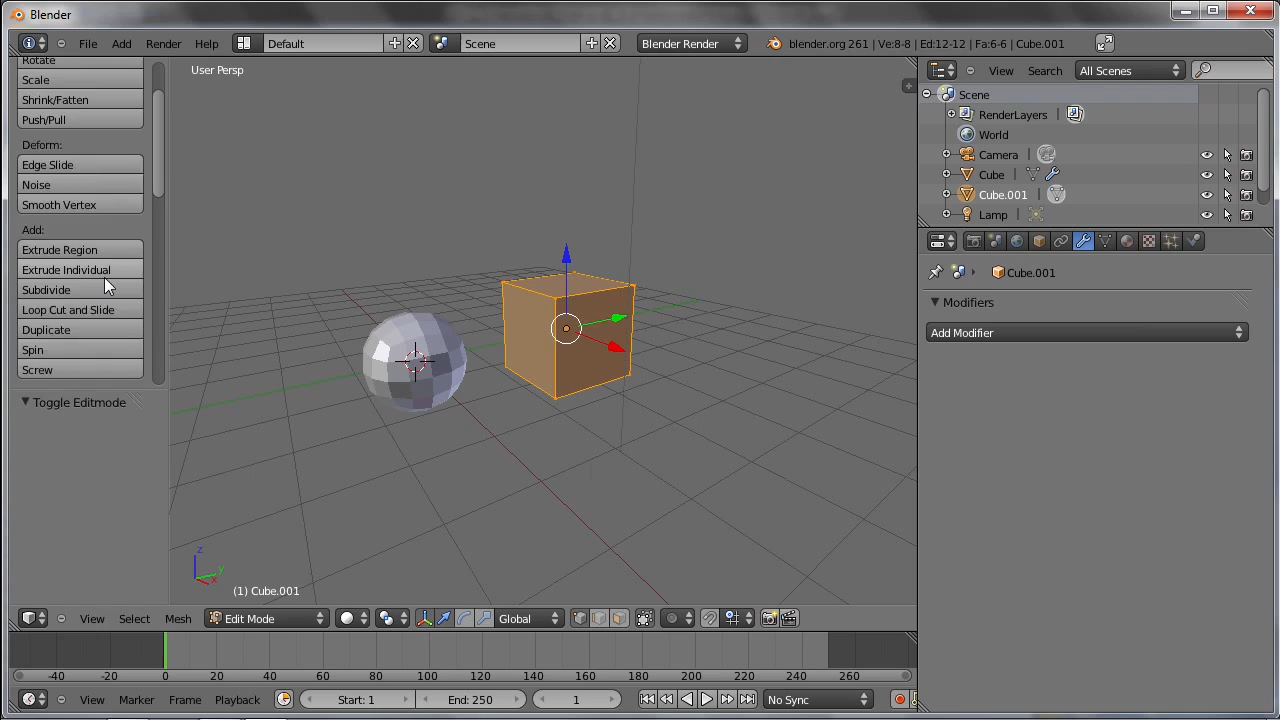 Blender
File Add Render Help Default Scene Blender Render blender.org 261 | Ve:8-8 | Ed:12-12 | Fa:6-6 | Cube.001
Rotate
Scale
Shrink/Fatten
Push/Pull
Deform:
Edge Slide
Noise
Smooth Vertex
Add:
Extrude Region
Extrude Individual
Subdivide
Loop Cut and Slide
Duplicate
Spin
Screw
Toggle Editmode
User Persp
z
y
x
(1) Cube.001
View Search All Scenes
Scene
RenderLayers
World
Camera
Cube
Cube.001
Lamp
Cube.001
Modifiers
Add Modifier
View Select Mesh Edit Mode Global
-40 -20 0 20 40 60 80 100 120 140 160 180 200 220 240 260
View Marker Frame Playback Start: 1 End: 250 1 No Sync